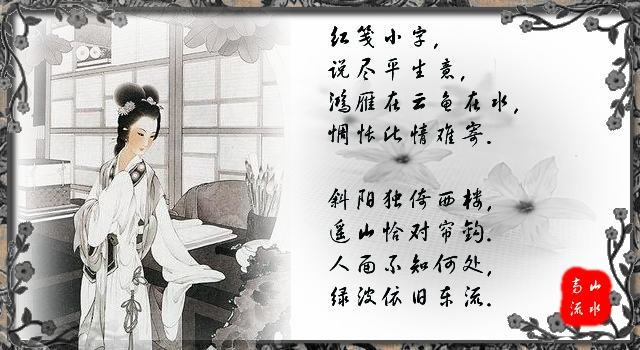 红笺小字，
说尽平生意，
鸿雁在云鱼在水，
惆怅此情难寄．
斜阳独倚西楼，
遥山恰对帘钩．
人面不知何处，
绿波依旧东流．
高山
流水